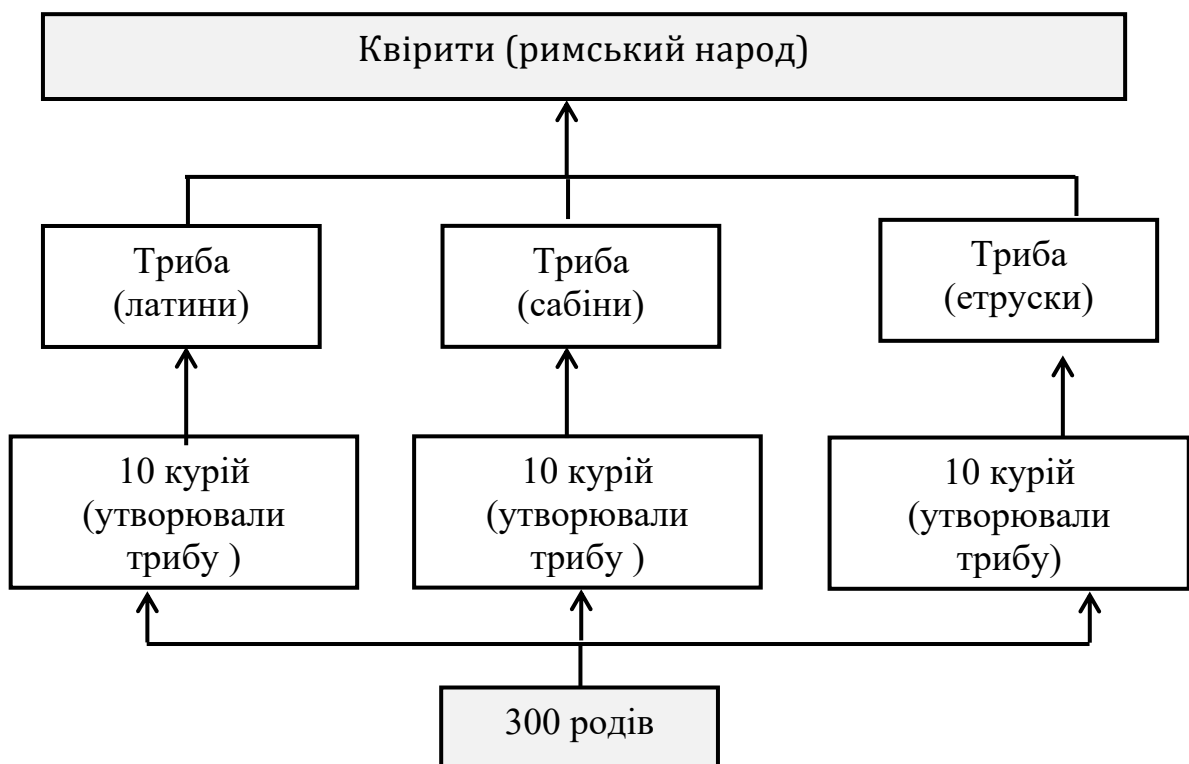 Квірити (римський народ)
Триба
(латини)
Триба
(сабіни)
Триба
(етруски)
10 курій
(утворювали
трибу )
10 курій
(утворювали
трибу )
10 курій
(утворювали
трибу)
300 родів